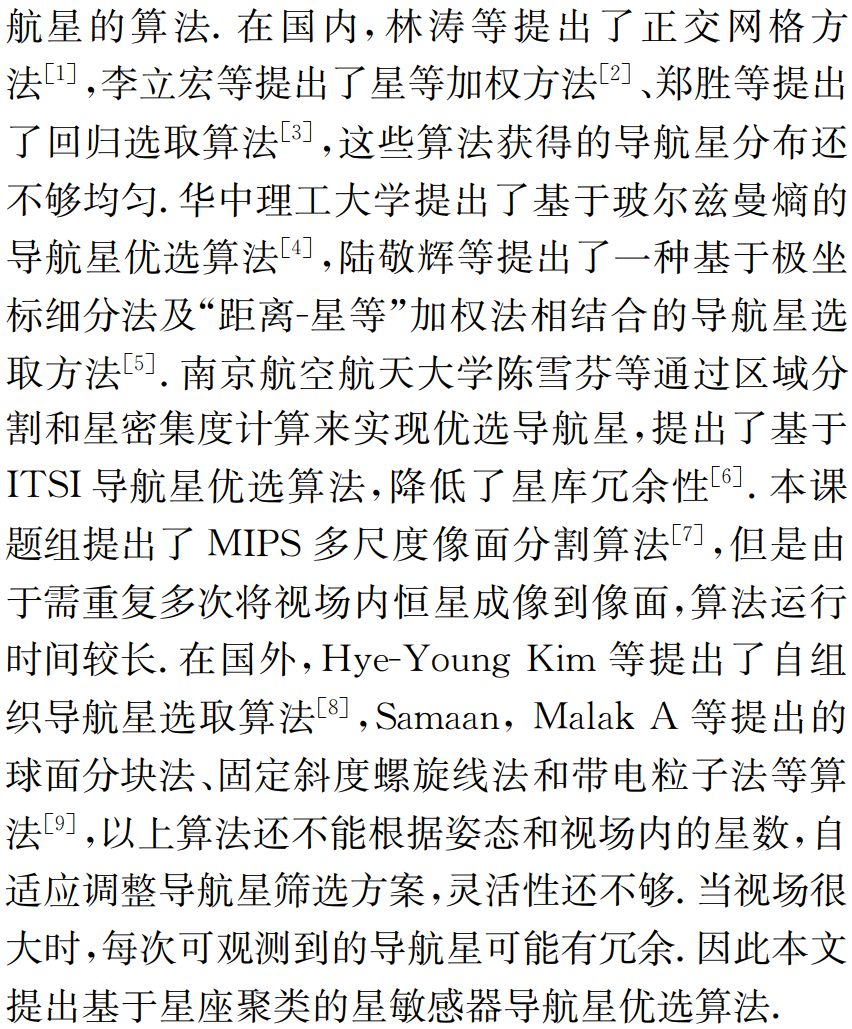 航星的算法. 在国内,林涛等提出了正交网格方
法[1],李立宏等提出了星等加权方法[2]、郑胜等提出
了回归选取算法[3],这些算法获得的导航星分布还
不够均匀. 华中理工大学提出了基于玻尔兹曼熵的
导航星优选算法[4],陆敬辉等提出了一种基于极坐
标细分法及“距离-星等”加权法相结合的导航星选
取方法[5]. 南京航空航天大学陈雪芬等通过区域分
割和星密集度计算来实现优选导航星,提出了基于
ITSI 导航星优选算法,降低了星库冗余性[6]. 本课
题组提出了 MIPS 多尺度像面分割算法[7],但是由
于需重复多次将视场内恒星成像到像面,算法运行
时间较长. 在国外,Hye-Young Kim 等提出了自组
织导航星选取算法[8],Samaan, Malak A 等提出的
球面分块法、固定斜度螺旋线法和带电粒子法等算
法[9],以上算法还不能根据姿态和视场内的星数,自
适应调整导航星筛选方案,灵活性还不够. 当视场很
大时,每次可观测到的导航星可能有冗余. 因此本文
提出基于星座聚类的星敏感器导航星优选算法.